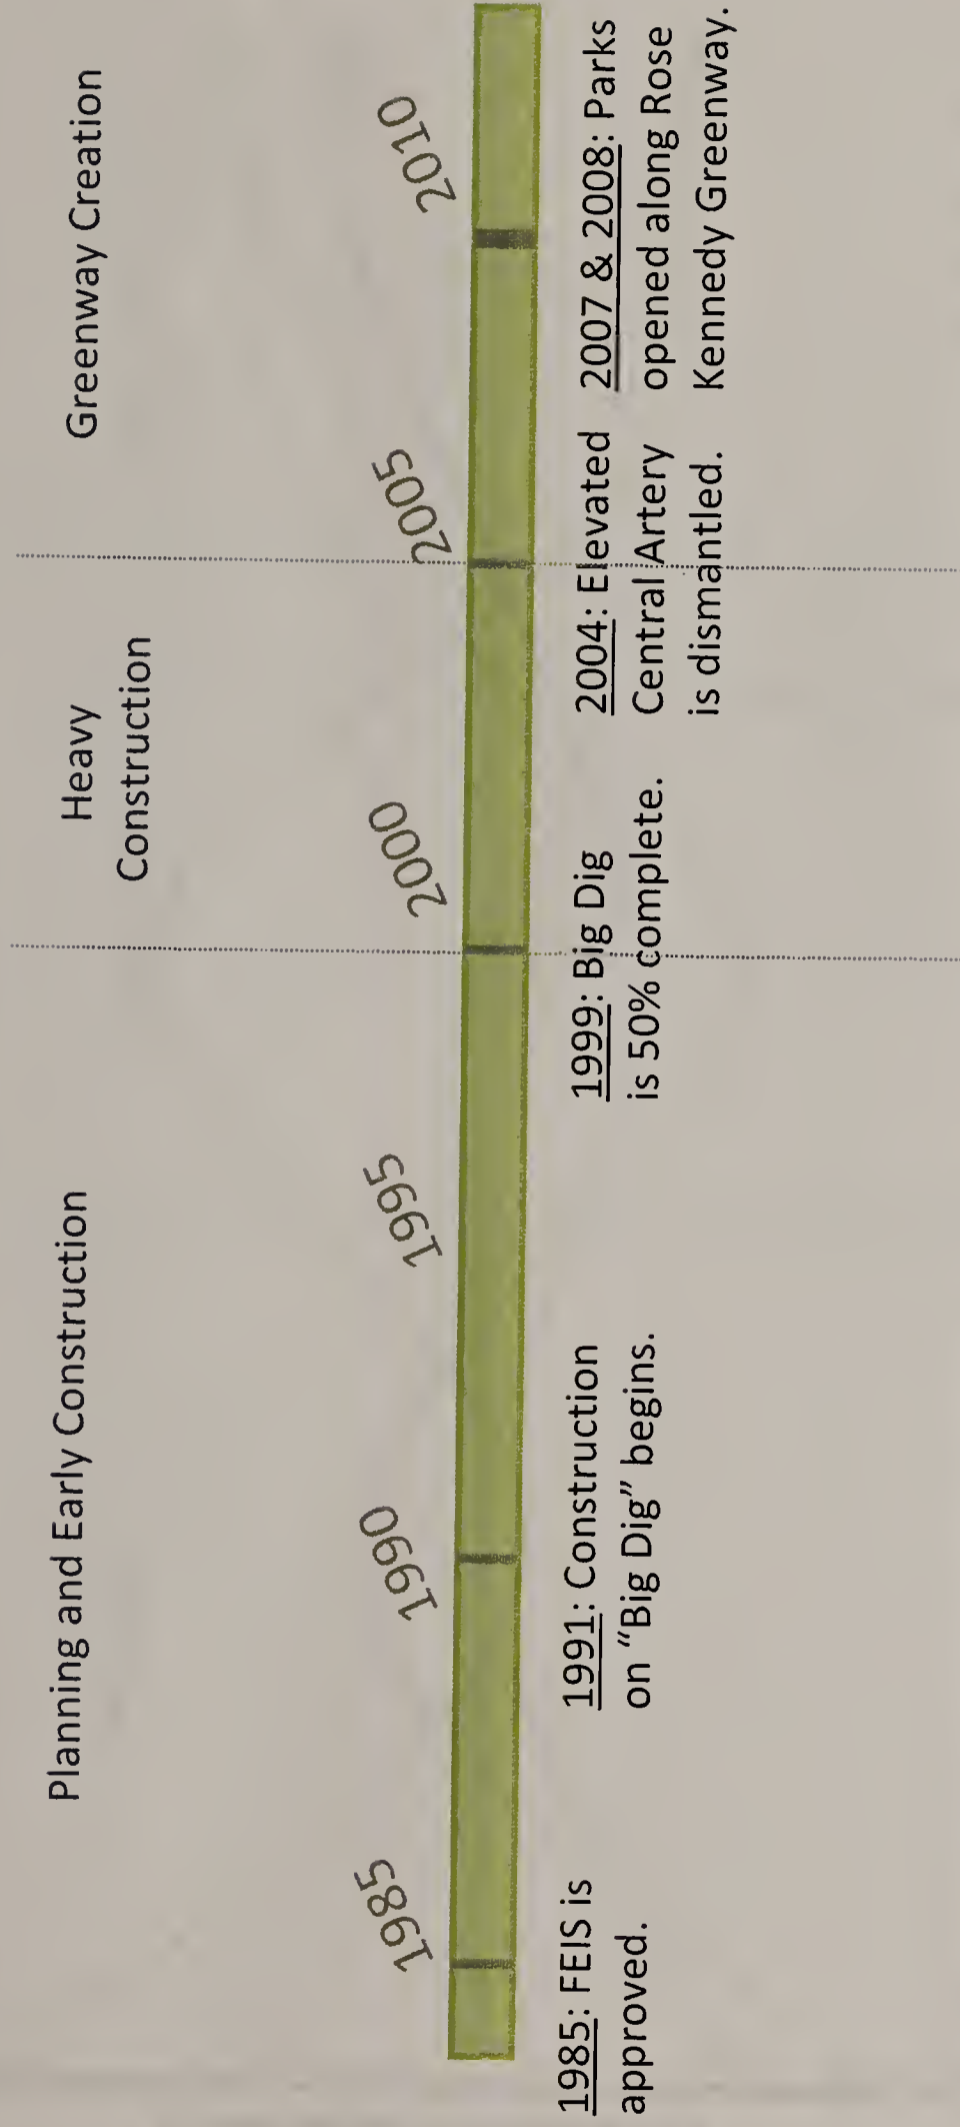 Planning and Early Construction
Heavy
Construction
Greenway Creation
1985
1990
1995
2000
2005
2010
1985: FEIS is
approved.
1991: Construction
on "Big Dig" begins.
1999: Big Dig
is 50% complete.
2004: Elevated
Central Artery
is dismantled.
2007 & 2008: Parks
opened along Rose
Kennedy Greenway.